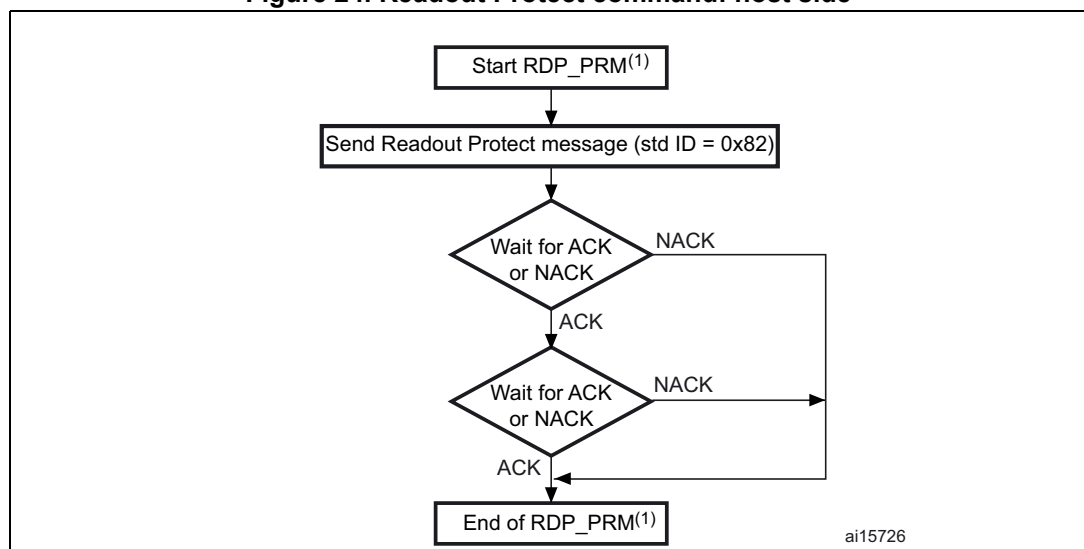 Start RDP_PRM(1)
Send Readout Protect message (std ID = 0x82)
Wait for ACK
or NACK
NACK
ACK
Wait for ACK
or NACK
NACK
ACK
End of RDP_PRM(1)
ai15726